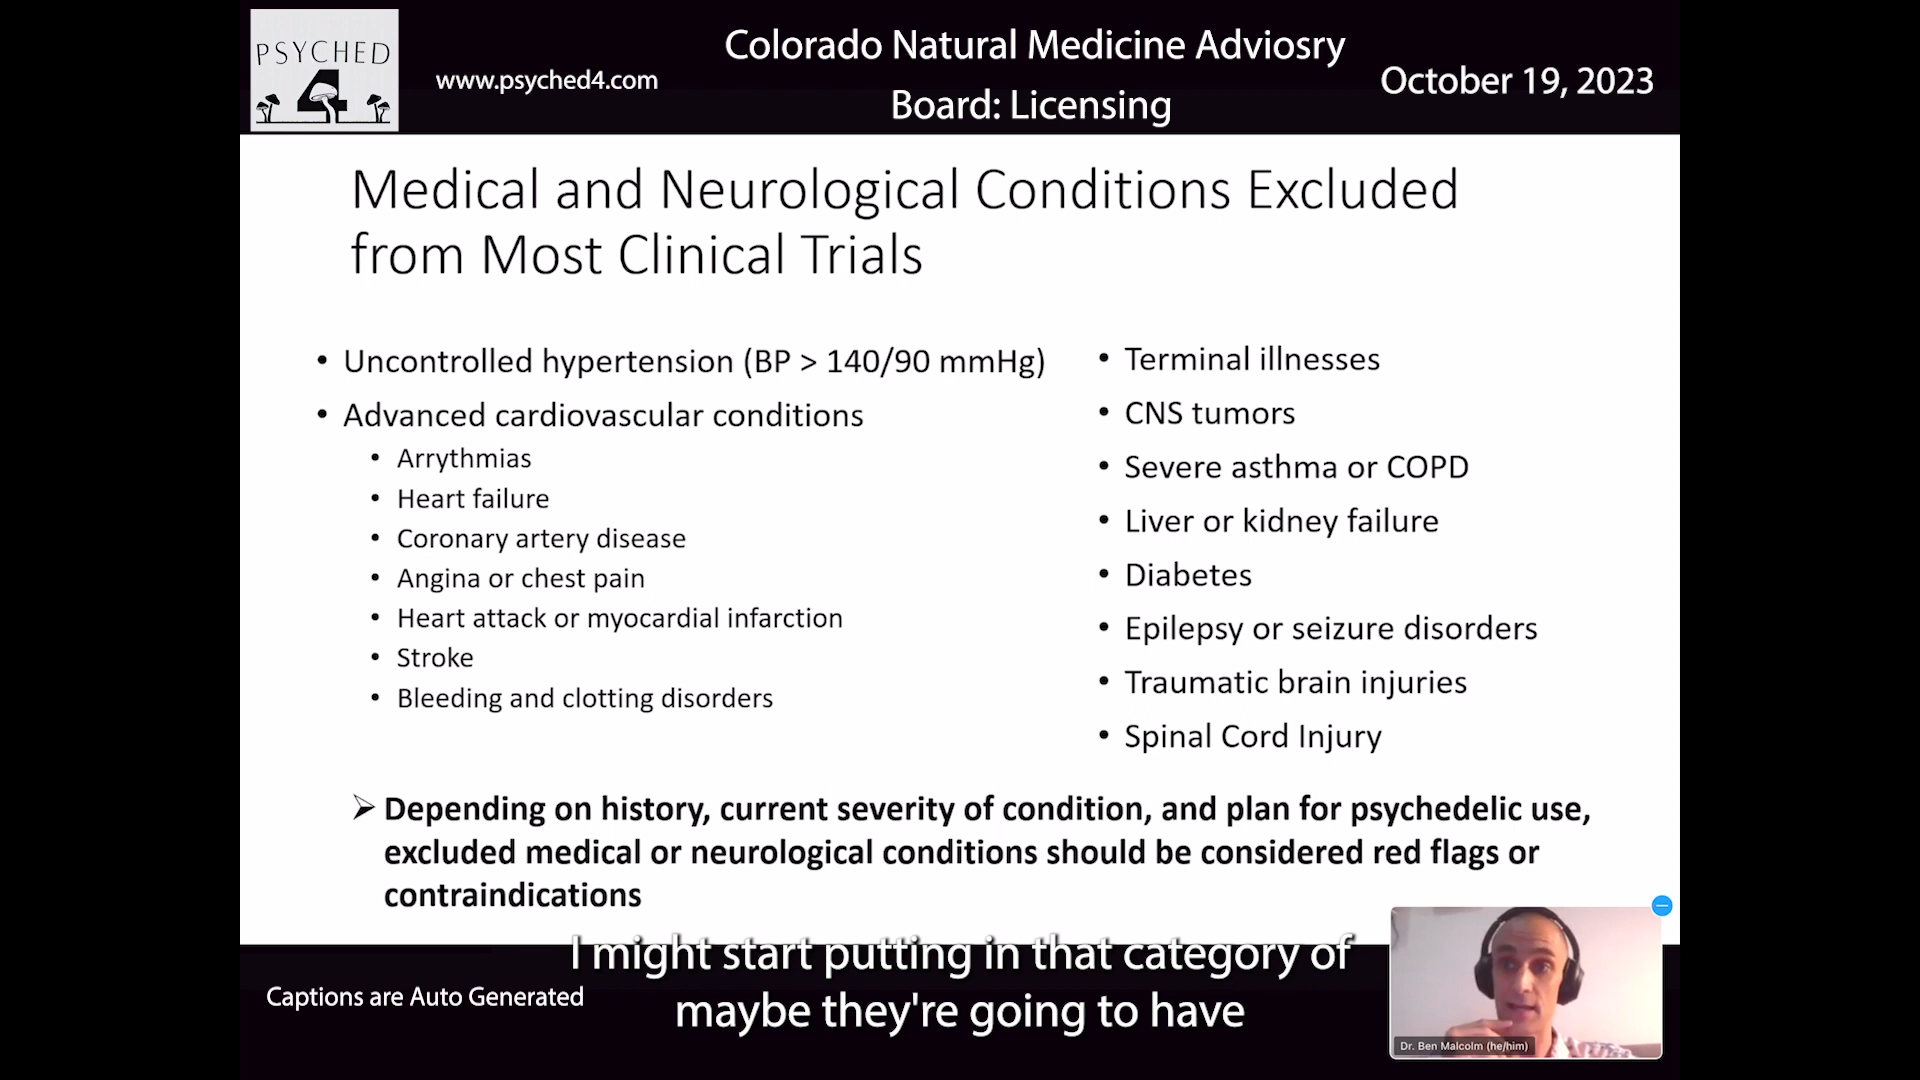 PSYCHED
4
www.psyched4.com
Colorado Natural Medicine Adviosry
Board: Licensing
October 19, 2023
Medical and Neurological Conditions Excluded
from Most Clinical Trials
• Uncontrolled hypertension (BP > 140/90 mmHg)
• Advanced cardiovascular conditions
• Arrythmias
• Heart failure
• Coronary artery disease
• Angina or chest pain
• Heart attack or myocardial infarction
• Stroke
• Bleeding and clotting disorders
• Terminal illnesses
• CNS tumors
• Severe asthma or COPD
• Liver or kidney failure
• Diabetes
• Epilepsy or seizure disorders
• Traumatic brain injuries
• Spinal Cord Injury
➢ Depending on history, current severity of condition, and plan for psychedelic use,
excluded medical or neurological conditions should be considered red flags or
contraindications
I might start putting in that category of
maybe they're going to have
Captions are Auto Generated
Dr. Ben Malcolm (he/him)